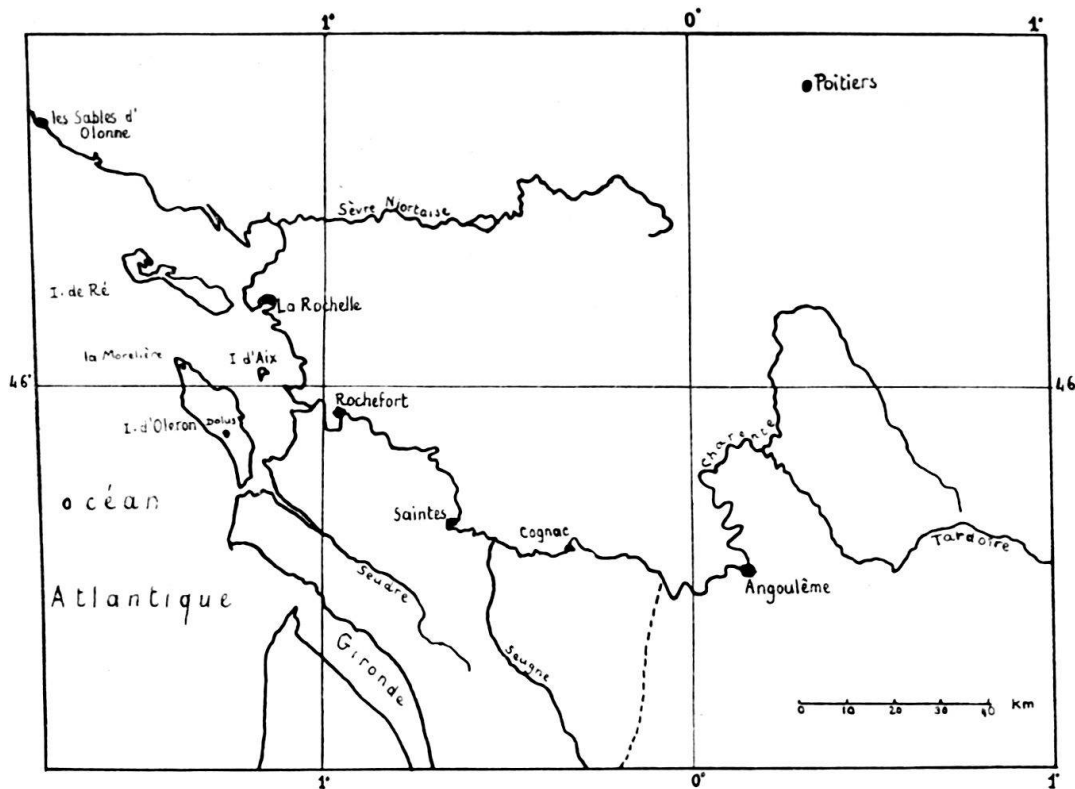 1°
0°
1°
Poitiers
les Sables d'
Olonne
Sèvre Niortaise
I. de Ré
La Rochelle
la Morelière
I d'Aix
46°
46
Rochefort
I. d'Oleron
Dolus
Charente
océan
Saintes
Cognac
Tardoire
Angoulême
Seudre
Atlantique
Gironde
Seugne
0 10 20 30 40 km
1°
0°
1°